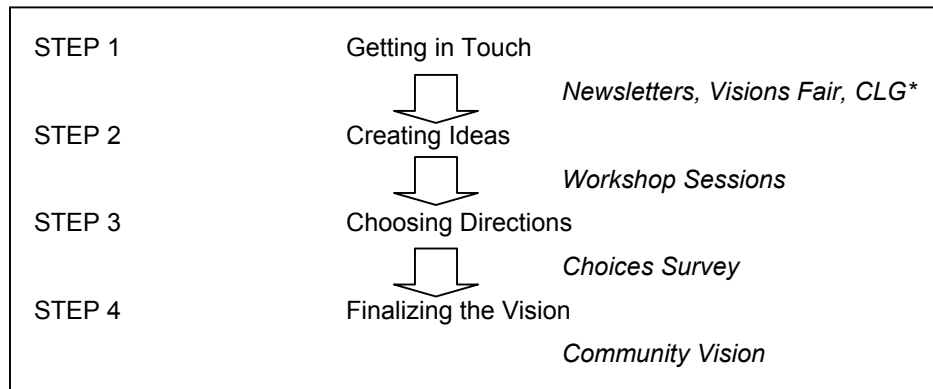 STEP 1 Getting in Touch
Newsletters, Visions Fair, CLG*
STEP 2 Creating Ideas
Workshop Sessions
STEP 3 Choosing Directions
Choices Survey
STEP 4 Finalizing the Vision
Community Vision